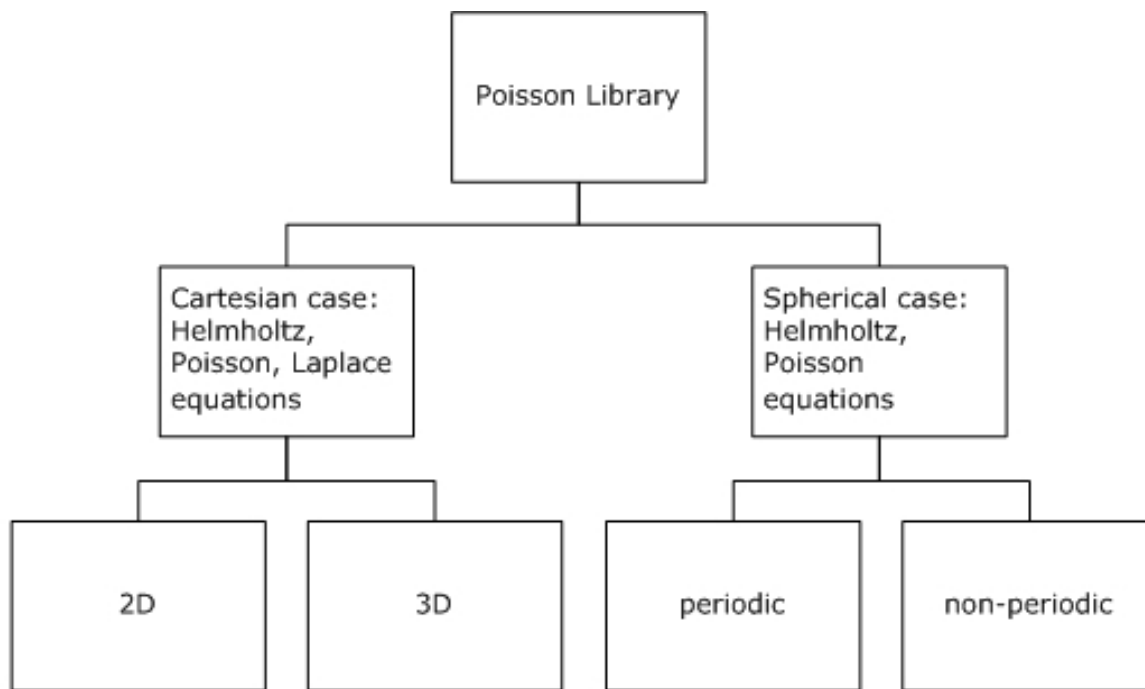 Poisson Library
Cartesian case:
Helmholtz,
Poisson, Laplace
equations
Spherical case:
Helmholtz,
Poisson
equations
2D
3D
periodic
non-periodic